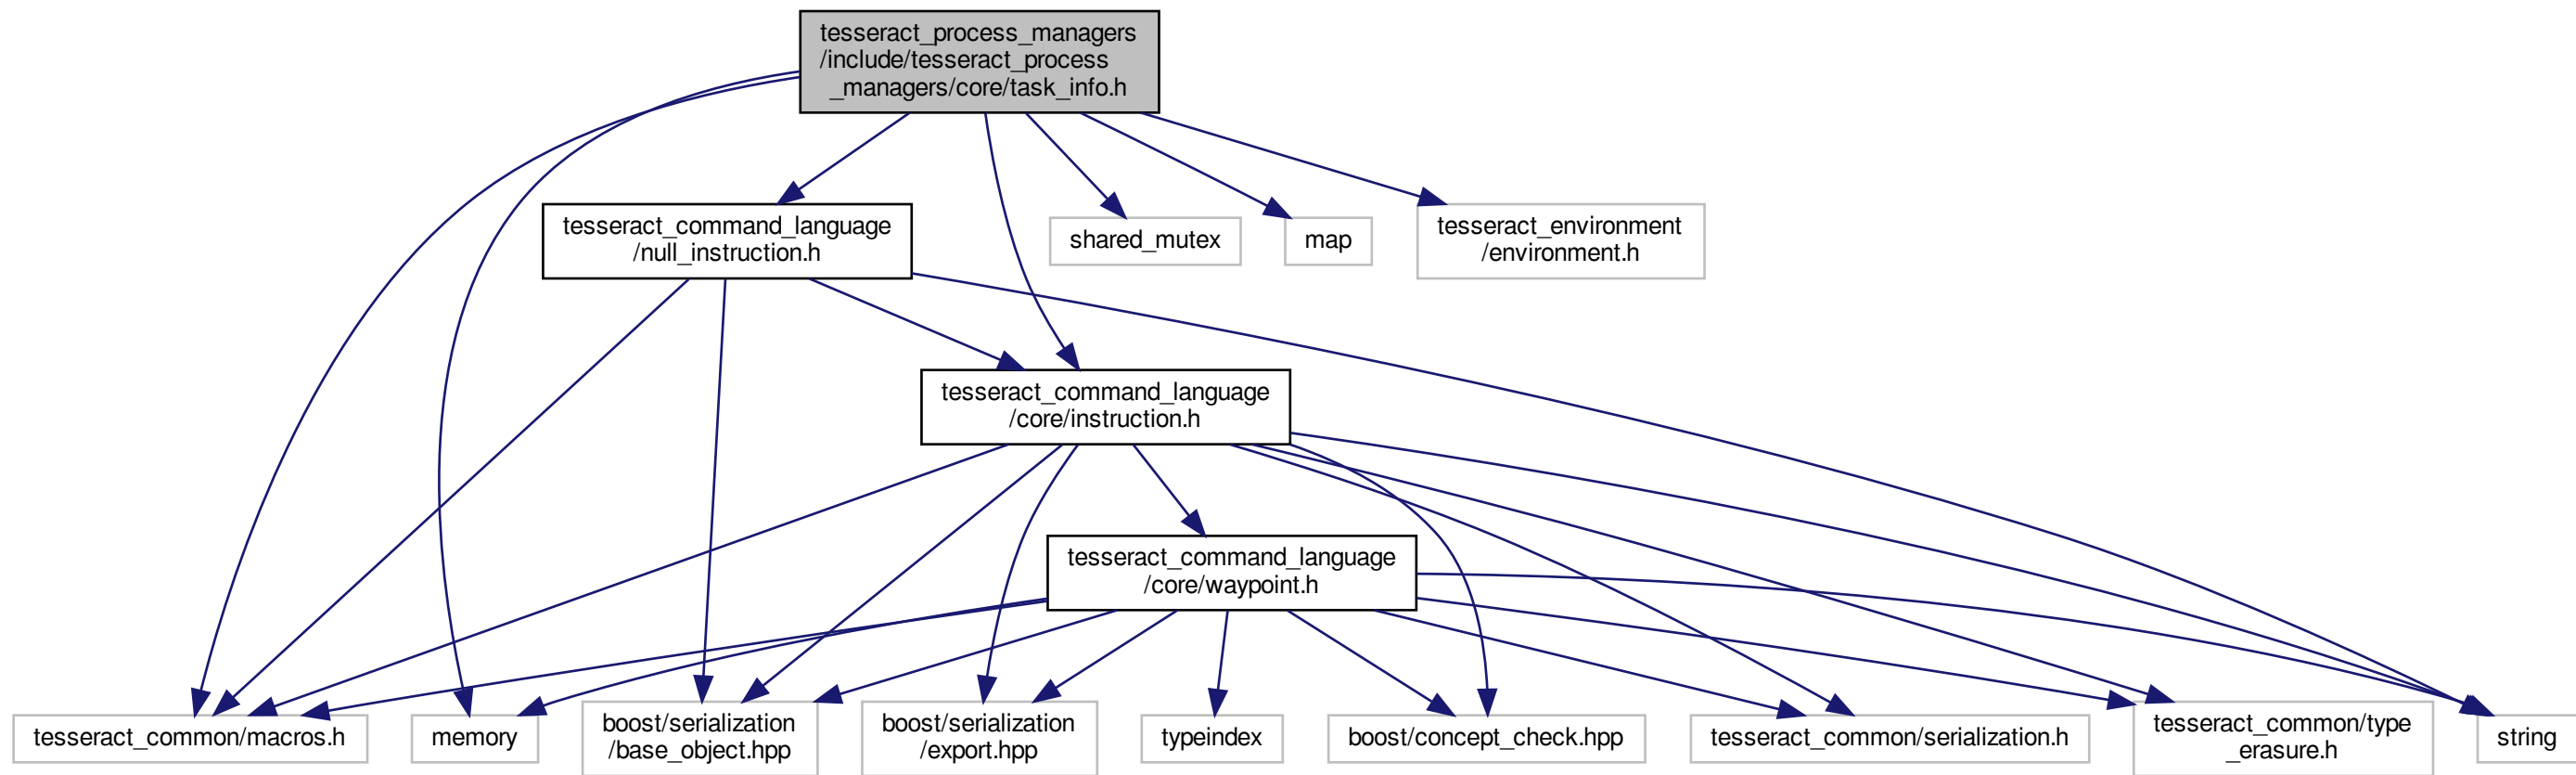 tesseract_process_managers
/include/tesseract_process
_managers/core/task_info.h
tesseract_command_language
/null_instruction.h
shared_mutex
map
tesseract_environment
/environment.h
tesseract_command_language
/core/instruction.h
tesseract_command_language
/core/waypoint.h
tesseract_common/macros.h
memory
boost/serialization
/base_object.hpp
boost/serialization
/export.hpp
typeindex
boost/concept_check.hpp
tesseract_common/serialization.h
tesseract_common/type
_erasure.h
string